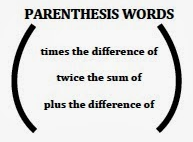 PARENTHESIS WORDS
times the difference of
twice the sum of
plus the difference of